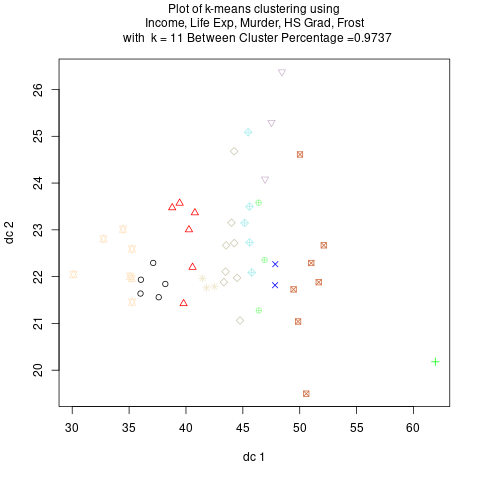 Plot of k-means clustering using
Income, Life Exp, Murder, HS Grad, Frost
with k = 11 Between Cluster Percentage =0.9737
dc 2
26
25
24
23
22
21
20
30 35 40 45 50 55 60
dc 1